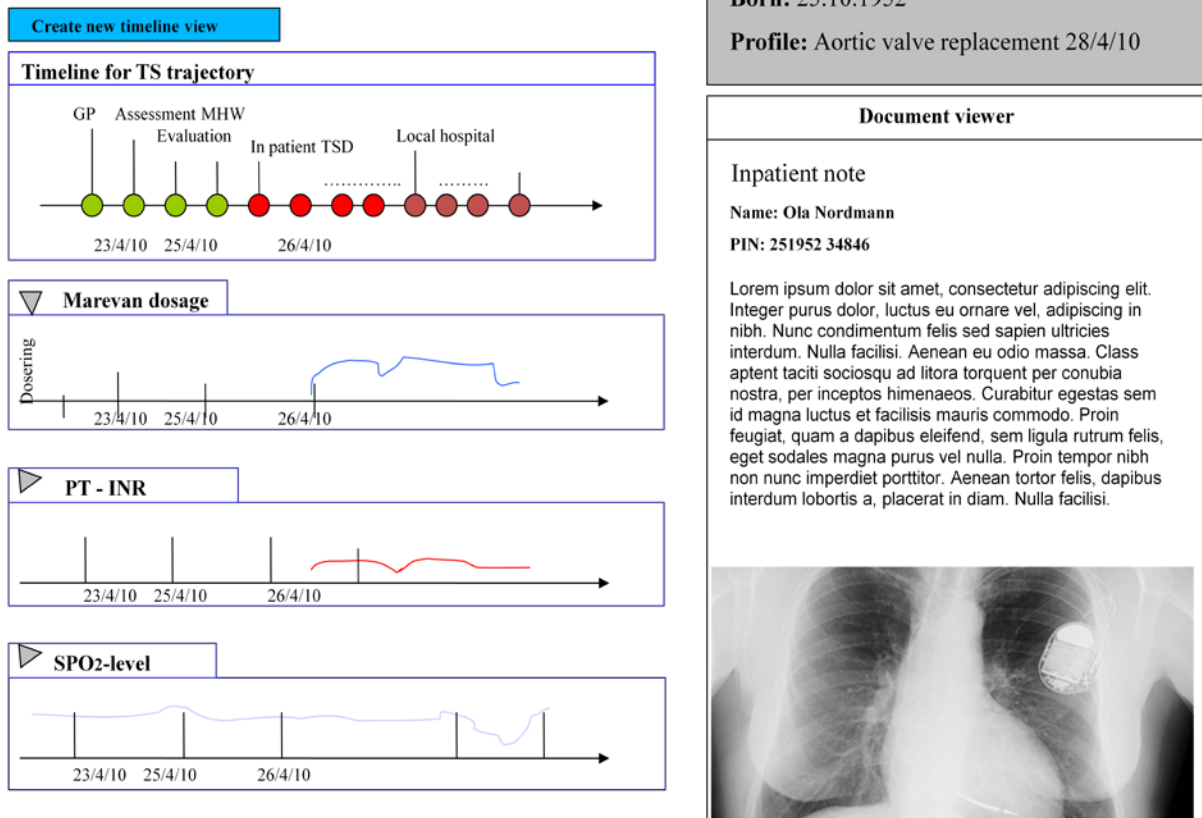 Create new timeline view
Timeline for TS trajectory
GP
Assessment MHW
Evaluation
In patient TSD
Local hospital
23/4/10
25/4/10
26/4/10
Marevan dosage
Dosering
23/4/10
25/4/10
26/4/10
PT - INR
23/4/10
25/4/10
26/4/10
SPO2-level
23/4/10
25/4/10
26/4/10
Profile: Aortic valve replacement 28/4/10
Document viewer
Inpatient note
Name: Ola Nordmann
PIN: 251952 34846
Lorem ipsum dolor sit amet, consectetur adipiscing elit.
Integer purus dolor, luctus eu ornare vel, adipiscing in
nibh. Nunc condimentum felis sed sapien ultricies
interdum. Nulla facilisi. Aenean eu odio massa. Class
aptent taciti sociosqu ad litora torquent per conubia
nostra, per inceptos himenaeos. Curabitur egestas sem
id magna luctus et facilisis mauris commodo. Proin
feugiat, quam a dapibus eleifend, sem ligula rutrum felis,
eget sodales magna purus vel nulla. Proin tempor nibh
non nunc imperdiet porttitor. Aenean tortor felis, dapibus
interdum lobortis a, placerat in diam. Nulla facilisi.